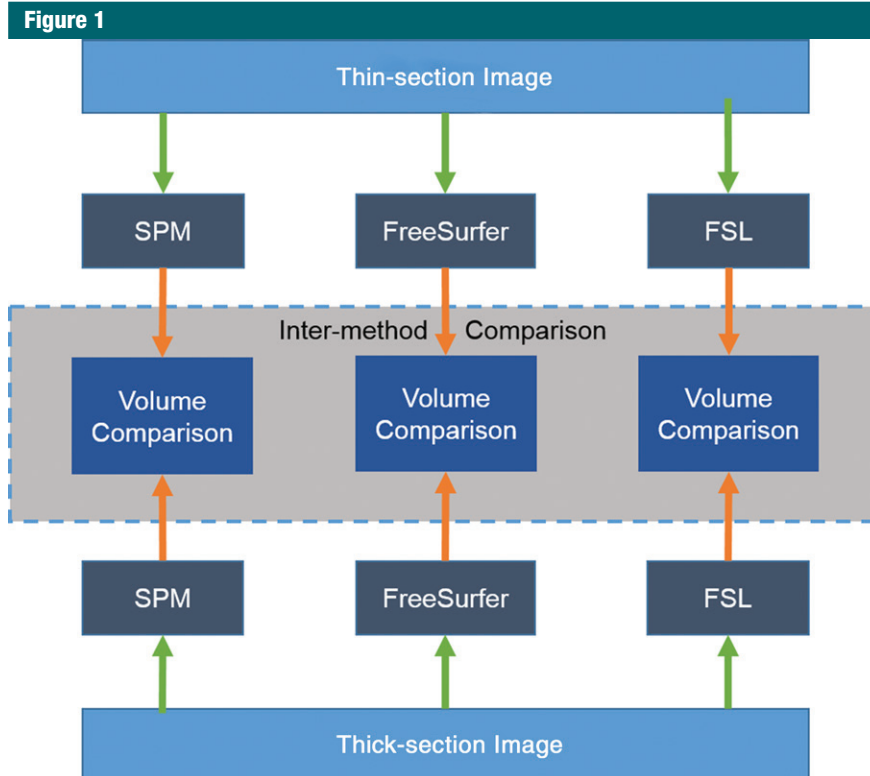 Figure 1
Thin-section Image
SPM
FreeSurfer
FSL
Inter-method Comparison
Volume
Comparison
Volume
Comparison
Volume
Comparison
SPM
FreeSurfer
FSL
Thick-section Image